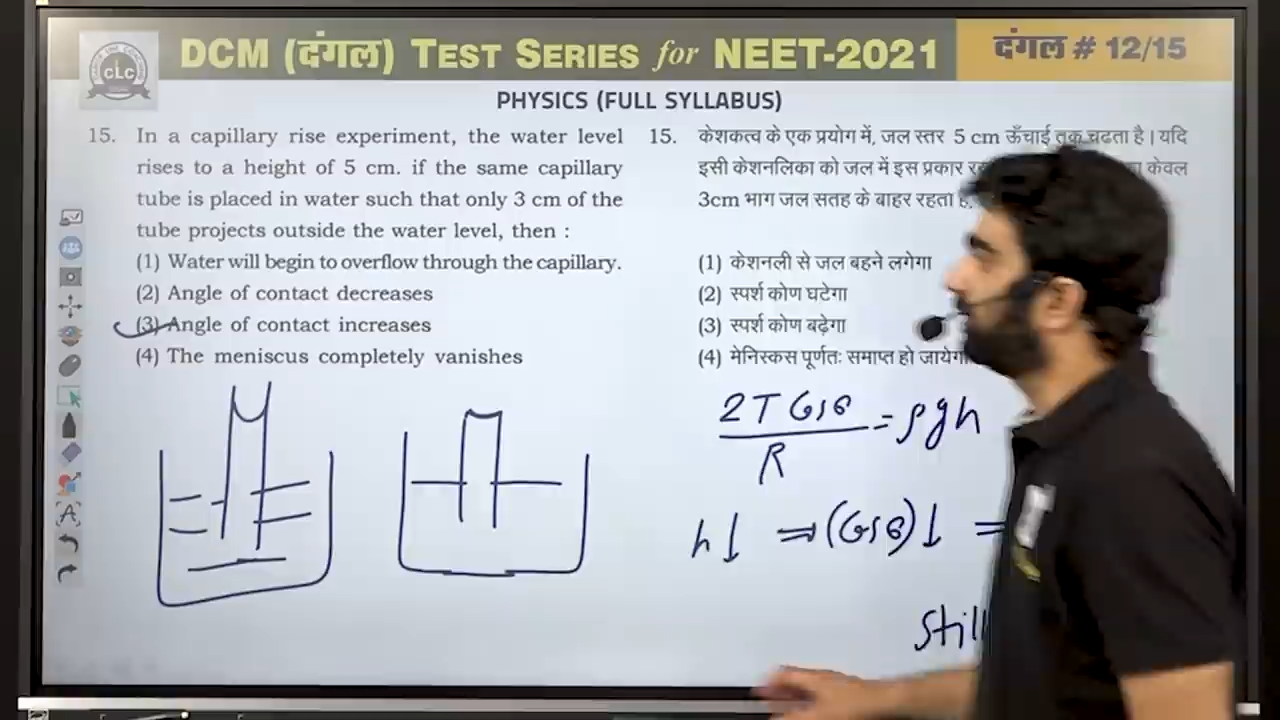 CLC
DCM (दंगल) TEST SERIES for NEET-2021
दंगल # 12/15
PHYSICS (FULL SYLLABUS)
15. In a capillary rise experiment, the water level
rises to a height of 5 cm. if the same capillary
tube is placed in water such that only 3 cm of the
tube projects outside the water level, then :
(1) Water will begin to overflow through the capillary.
(2) Angle of contact decreases
(3) Angle of contact increases
(4) The meniscus completely vanishes
15. केशकत्व के एक प्रयोग में, जल स्तर 5 cm ऊँचाई तक चढता है। यदि
इसी केशनलिका को जल में इस प्रकार केवल
3cm भाग जल सतह के बाहर रहता है,
(1) केशनली से जल बहने लगेगा
(2) स्पर्श कोण घटेगा
(3) स्पर्श कोण बढ़ेगा
(4) मेनिस्कस पूर्णतः समाप्त हो जायेगा
2T Cosθ
/ R = ρgh
h↓ ⇒ (Cosθ)↓ =
still